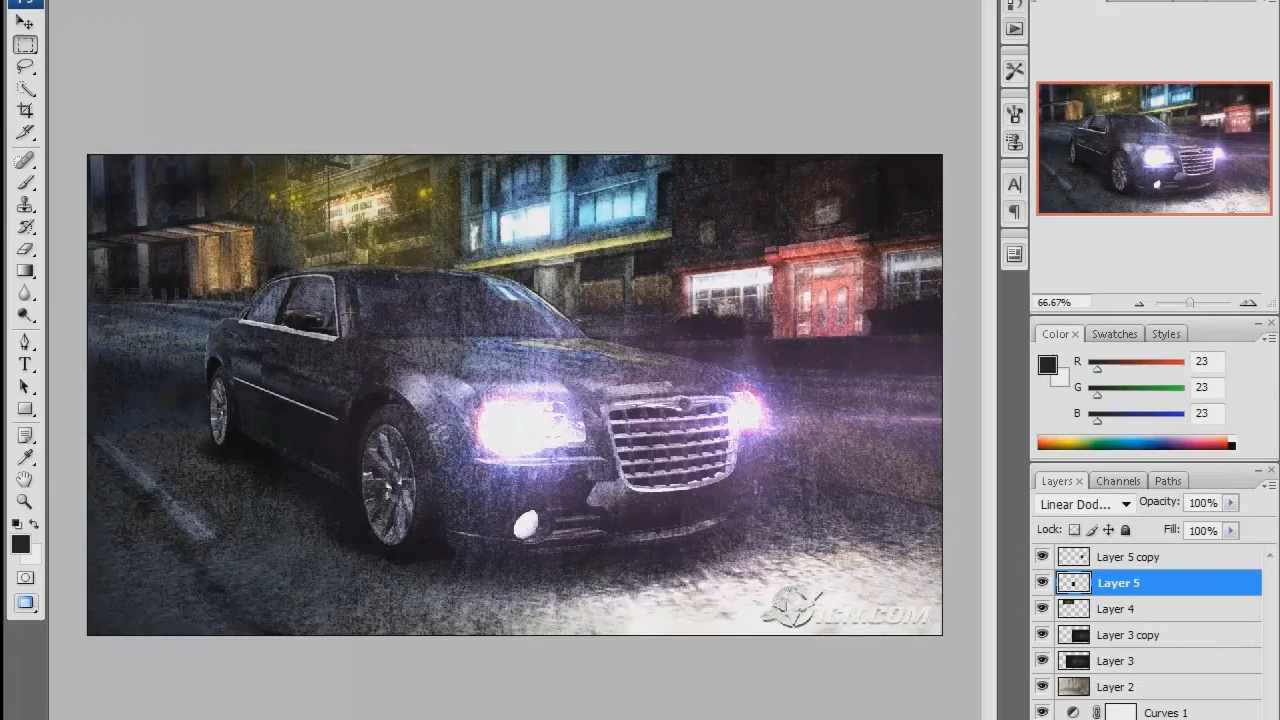 66.67%
Color
Swatches
Styles
R 23
G 23
B 23
Layers
Channels
Paths
Linear Dod...
Opacity: 100%
Lock:
Fill: 100%
Layer 5 copy
Layer 5
Layer 4
Layer 3 copy
Layer 3
Layer 2
Curves 1
IGN.COM